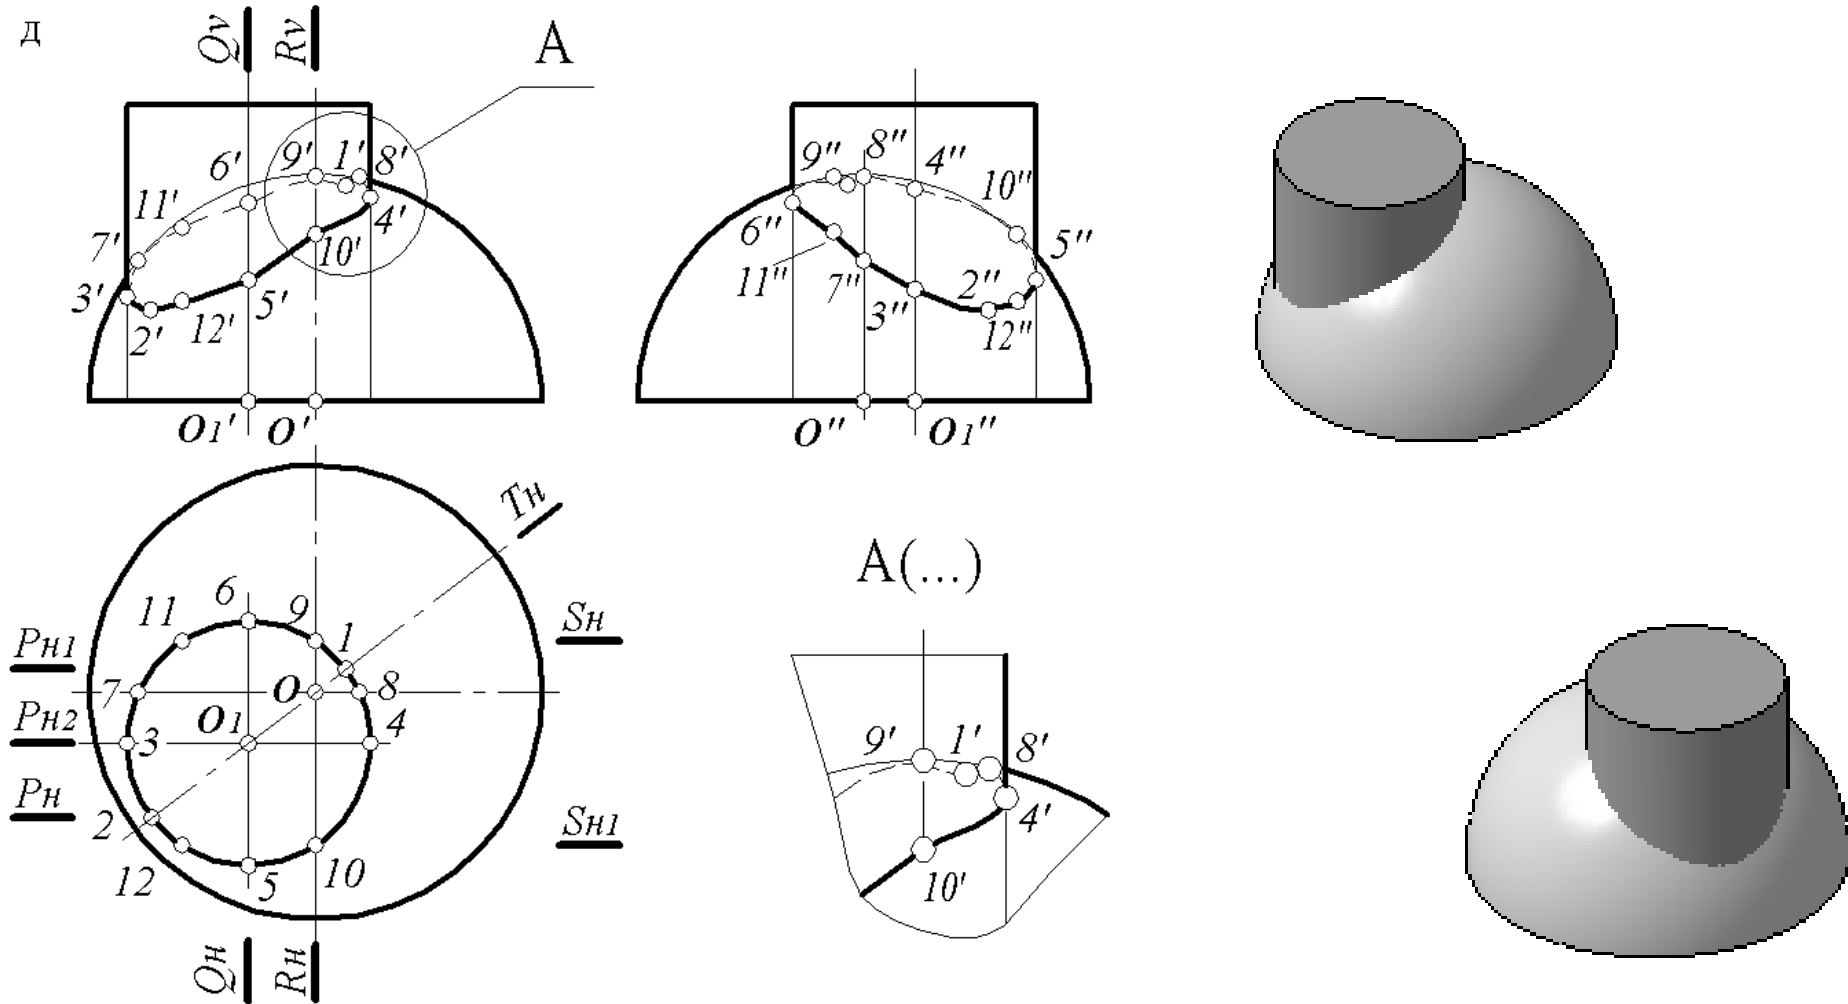 д
Qv
Rv
A
6'
9'
1'
8'
11'
7'
4'
10'
3'
5'
2'
12'
O1'
O'
9"
8"
4"
10"
6"
5"
11"
7"
2"
3"
12"
O"
O1"
Tн
A(...)
6
9
11
1
Sн
Pн1
7
O
8
Pн2
O1
4
3
Pн
2
Sн1
12
5
10
Qн
Rн
9'
1'
8'
4'
10'